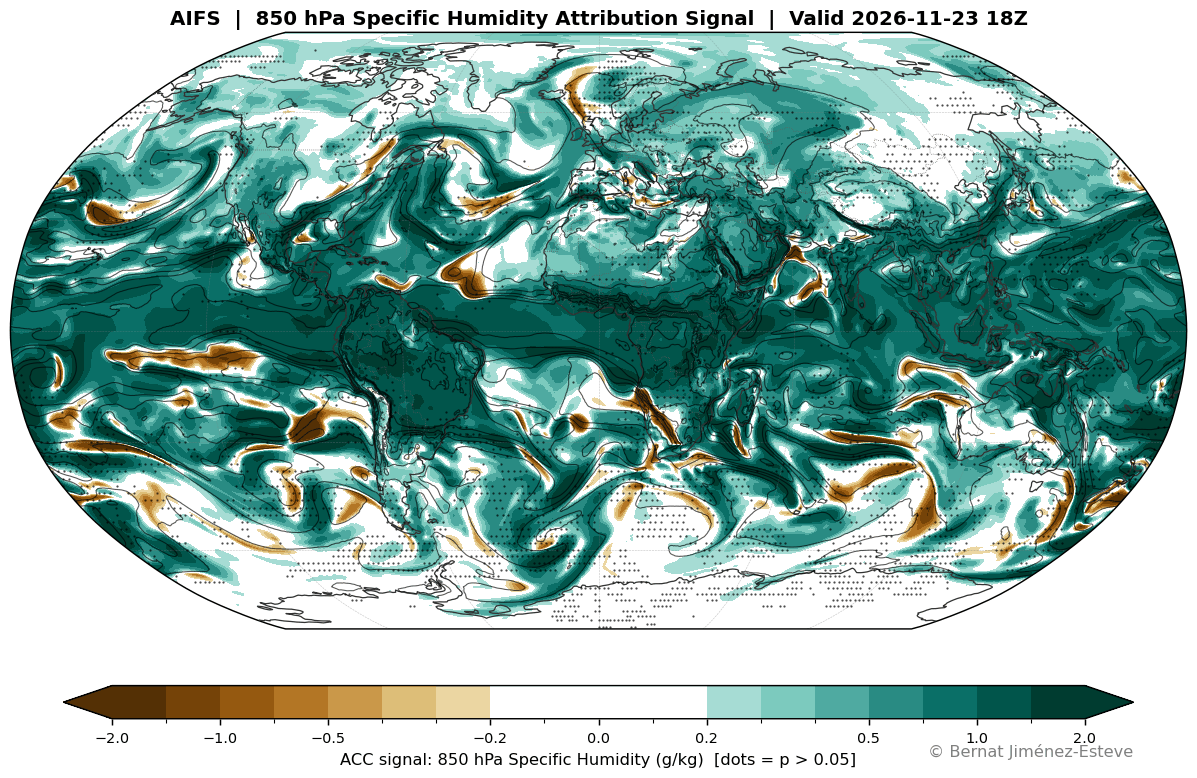 AIFS | 850 hPa Specific Humidity Attribution Signal | Valid 2026-11-23 18Z
−2.0 −1.0 −0.5 −0.2 0.0 0.2 0.5 1.0 2.0
ACC signal: 850 hPa Specific Humidity (g/kg) [dots = p > 0.05]
© Bernat Jiménez-Esteve